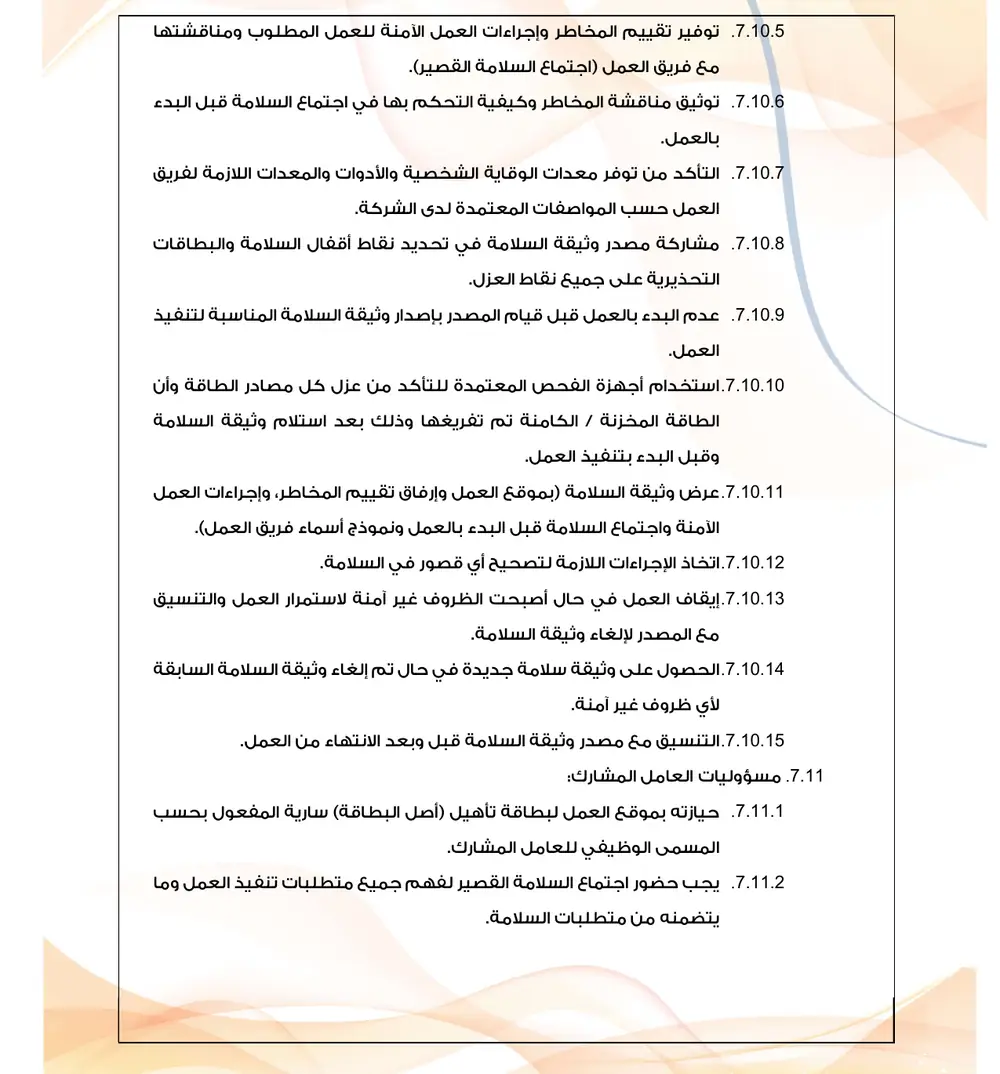 7.10.5. توفير تقييم المخاطر وإجراءات العمل الآمنة للعمل المطلوب ومناقشتها
مع فريق العمل (اجتماع السلامة القصير).
7.10.6. توثيق مناقشة المخاطر وكيفية التحكم بها في اجتماع السلامة قبل البدء
بالعمل.
7.10.7. التأكد من توفر معدات الوقاية الشخصية والأدوات والمعدات اللازمة لفريق
العمل حسب المواصفات المعتمدة لدى الشركة.
7.10.8. مشاركة مصدر وثيقة السلامة في تحديد نقاط أقفال السلامة والبطاقات
التحذيرية على جميع نقاط العزل.
7.10.9. عدم البدء بالعمل قبل قيام المصدر بإصدار وثيقة السلامة المناسبة لتنفيذ
العمل.
7.10.10. استخدام أجهزة الفحص المعتمدة للتأكد من عزل كل مصادر الطاقة وأن
الطاقة المخزنة / الكامنة تم تفريغها وذلك بعد استلام وثيقة السلامة
وقبل البدء بتنفيذ العمل.
7.10.11. عرض وثيقة السلامة (بموقع العمل وإرفاق تقييم المخاطر، وإجراءات العمل
الآمنة واجتماع السلامة قبل البدء بالعمل ونموذج أسماء فريق العمل).
7.10.12. اتخاذ الإجراءات اللازمة لتصحيح أي قصور في السلامة.
7.10.13. إيقاف العمل في حال أصبحت الظروف غير آمنة لاستمرار العمل والتنسيق
مع المصدر لإلغاء وثيقة السلامة.
7.10.14. الحصول على وثيقة سلامة جديدة في حال تم إلغاء وثيقة السلامة السابقة
لأي ظروف غير آمنة.
7.10.15. التنسيق مع مصدر وثيقة السلامة قبل وبعد الانتهاء من العمل.
7.11. مسؤوليات العامل المشارك:
7.11.1. حيازته بموقع العمل لبطاقة تأهيل (أصل البطاقة) سارية المفعول بحسب
المسمى الوظيفي للعامل المشارك.
7.11.2. يجب حضور اجتماع السلامة القصير لفهم جميع متطلبات تنفيذ العمل وما
يتضمنه من متطلبات السلامة.